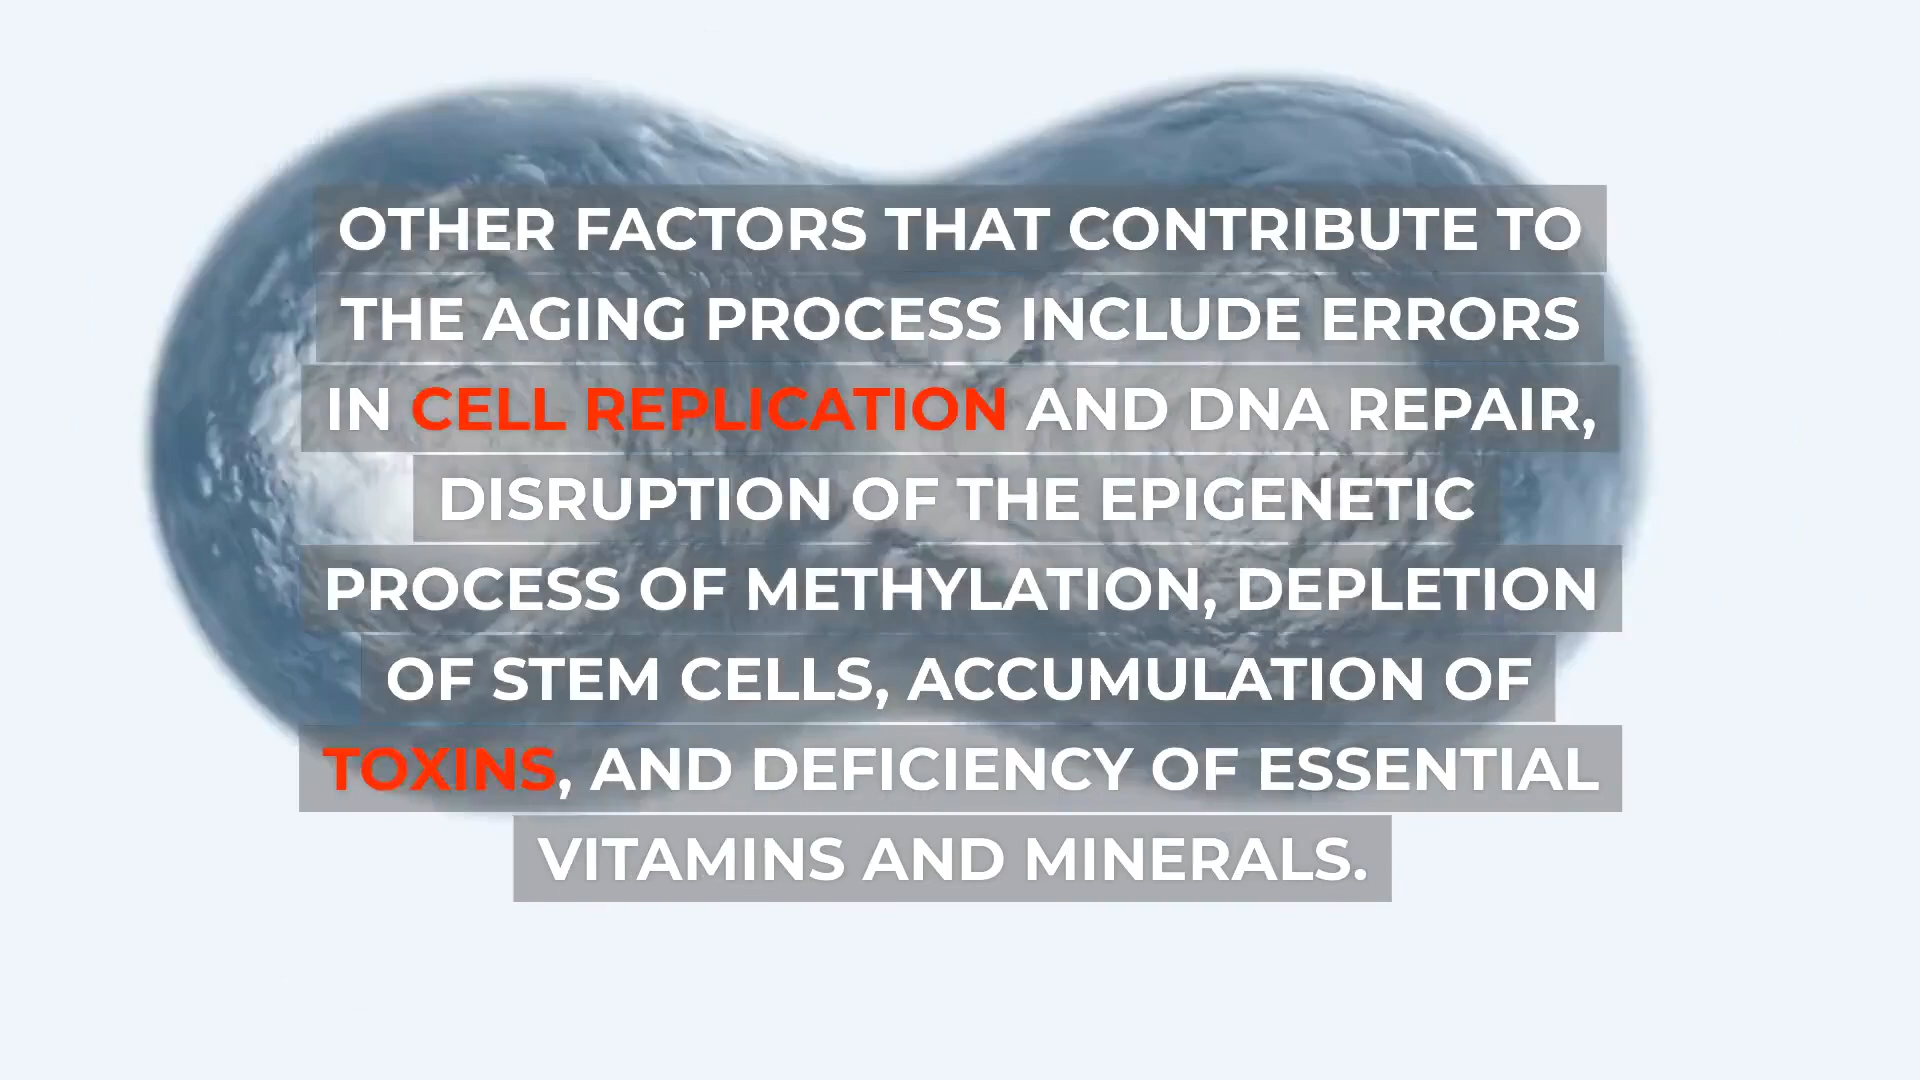 OTHER FACTORS THAT CONTRIBUTE TO
THE AGING PROCESS INCLUDE ERRORS
IN CELL REPLICATION AND DNA REPAIR,
DISRUPTION OF THE EPIGENETIC
PROCESS OF METHYLATION, DEPLETION
OF STEM CELLS, ACCUMULATION OF
TOXINS, AND DEFICIENCY OF ESSENTIAL
VITAMINS AND MINERALS.